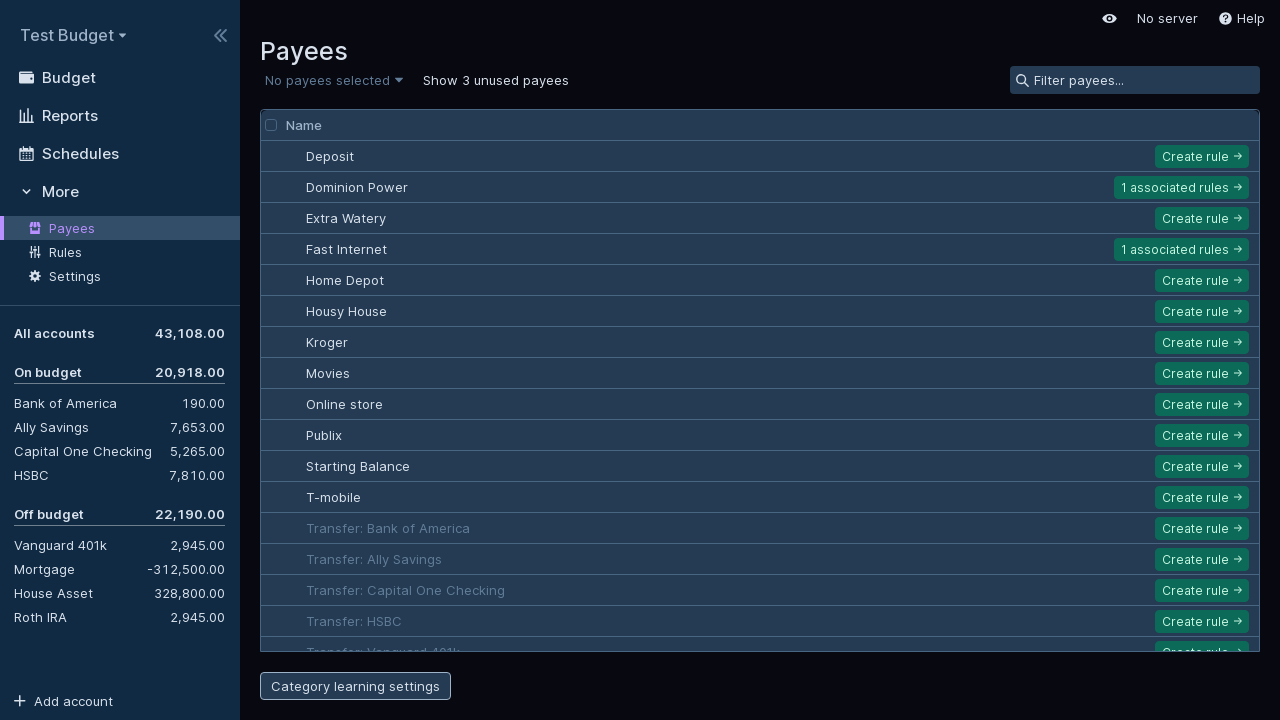 Test Budget
Budget
Reports
Schedules
More
Payees
Rules
Settings
All accounts 43,108.00
On budget 20,918.00
Bank of America 190.00
Ally Savings 7,653.00
Capital One Checking 5,265.00
HSBC 7,810.00
Off budget 22,190.00
Vanguard 401k 2,945.00
Mortgage -312,500.00
House Asset 328,800.00
Roth IRA 2,945.00
Add account
No server Help
Payees
No payees selected Show 3 unused payees Filter payees...
Name
Deposit Create rule
Dominion Power 1 associated rules
Extra Watery Create rule
Fast Internet 1 associated rules
Home Depot Create rule
Housy House Create rule
Kroger Create rule
Movies Create rule
Online store Create rule
Publix Create rule
Starting Balance Create rule
T-mobile Create rule
Transfer: Bank of America Create rule
Transfer: Ally Savings Create rule
Transfer: Capital One Checking Create rule
Transfer: HSBC Create rule
Transfer: Vanguard 401k Create rule
Category learning settings